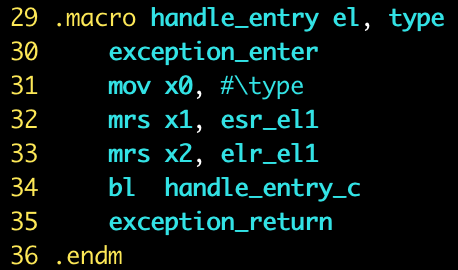 29 .macro handle_entry el, type
30     exception_enter
31     mov x0, #\type
32     mrs x1, esr_el1
33     mrs x2, elr_el1
34     bl  handle_entry_c
35     exception_return
36 .endm